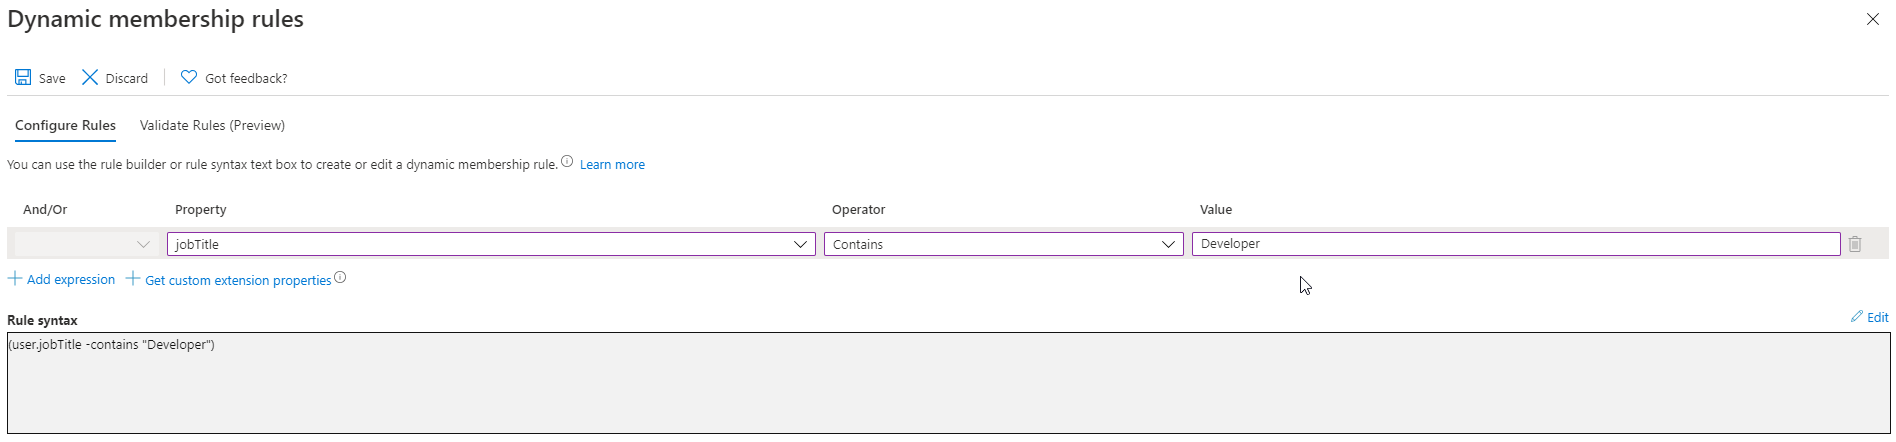 Dynamic membership rules
Save Discard Got feedback?
Configure Rules Validate Rules (Preview)
You can use the rule builder or rule syntax text box to create or edit a dynamic membership rule. Learn more
And/Or Property Operator Value
jobTitle Contains Developer
Add expression Get custom extension properties
Rule syntax Edit
(user.jobTitle -contains "Developer")